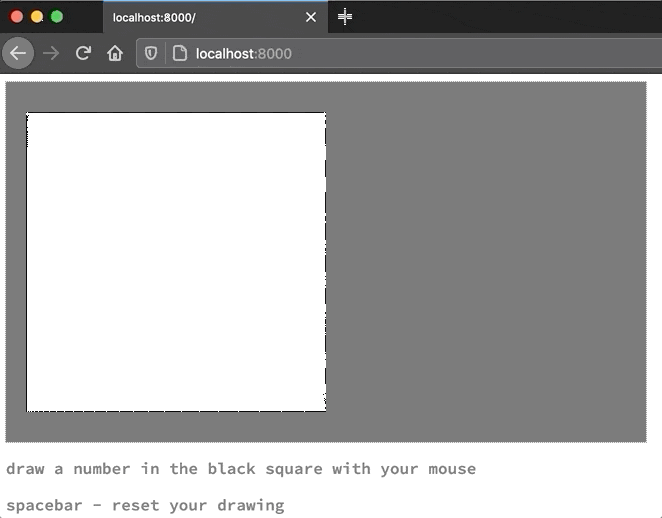 localhost:8000/
localhost:8000
draw a number in the black square with your mouse
spacebar - reset your drawing